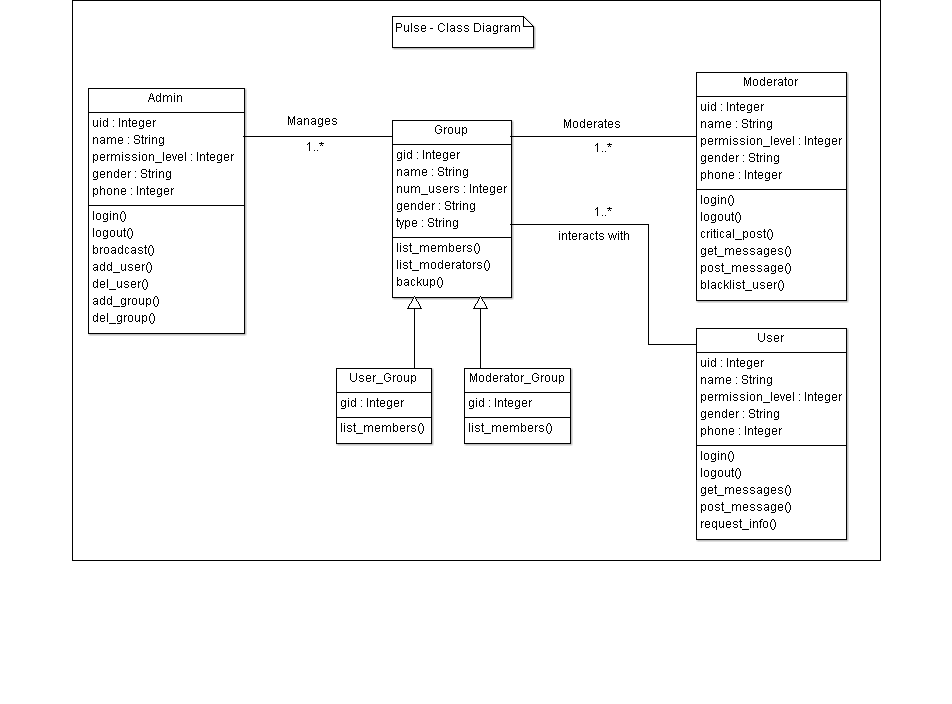 Pulse - Class Diagram
Admin
uid : Integer
name : String
permission_level : Integer
gender : String
phone : Integer
login()
logout()
broadcast()
add_user()
del_user()
add_group()
del_group()
Manages
1..*
Group
gid : Integer
name : String
num_users : Integer
gender : String
type : String
list_members()
list_moderators()
backup()
Moderates
1..*
1..*
interacts with
Moderator
uid : Integer
name : String
permission_level : Integer
gender : String
phone : Integer
login()
logout()
critical_post()
get_messages()
post_message()
blacklist_user()
User_Group
gid : Integer
list_members()
Moderator_Group
gid : Integer
list_members()
User
uid : Integer
name : String
permission_level : Integer
gender : String
phone : Integer
login()
logout()
get_messages()
post_message()
request_info()